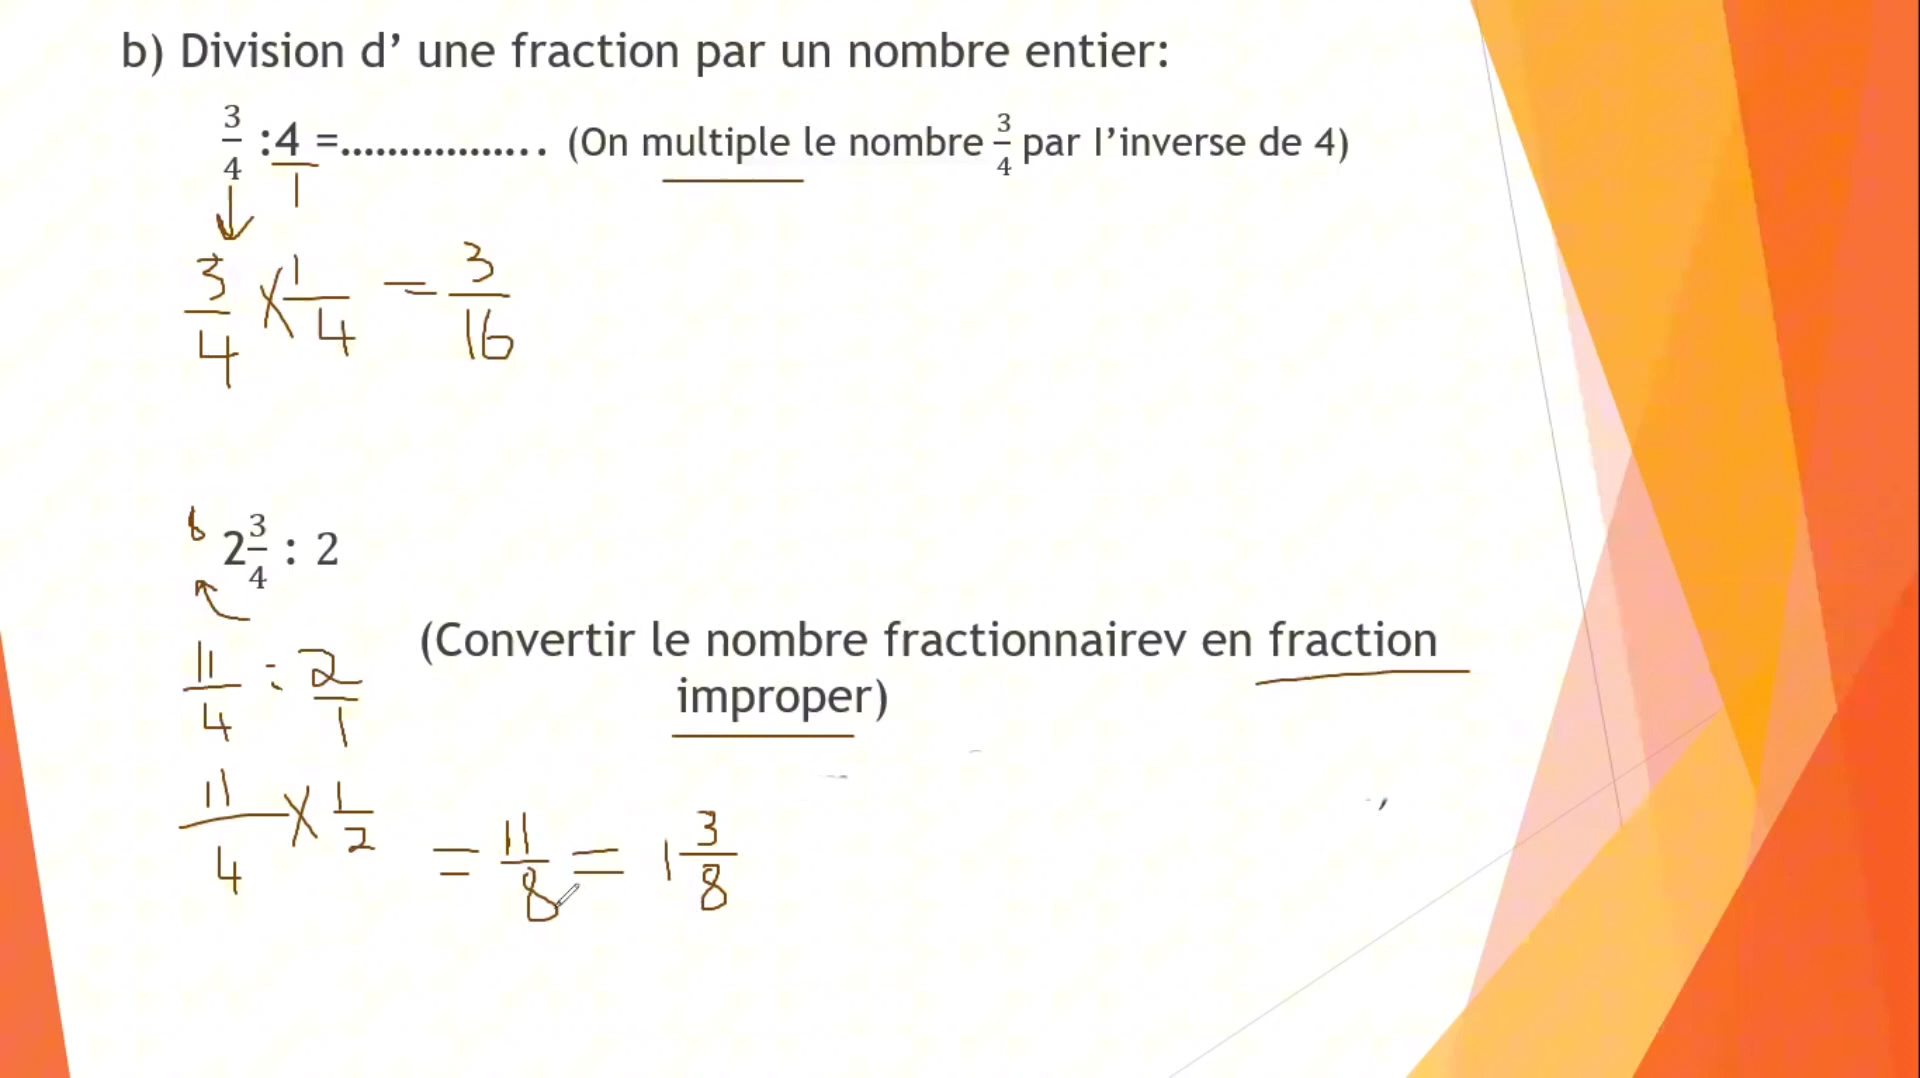 b) Division d’ une fraction par un nombre entier:
3/4 :4 =.................. (On multiple le nombre 3/4 par l’inverse de 4)
1
3/4 × 1/4 = 3/16
2 3/4 : 2
11/4 : 2/1
(Convertir le nombre fractionnairev en fraction
improper)
11/4 × 1/2 = 11/8 = 1 3/8